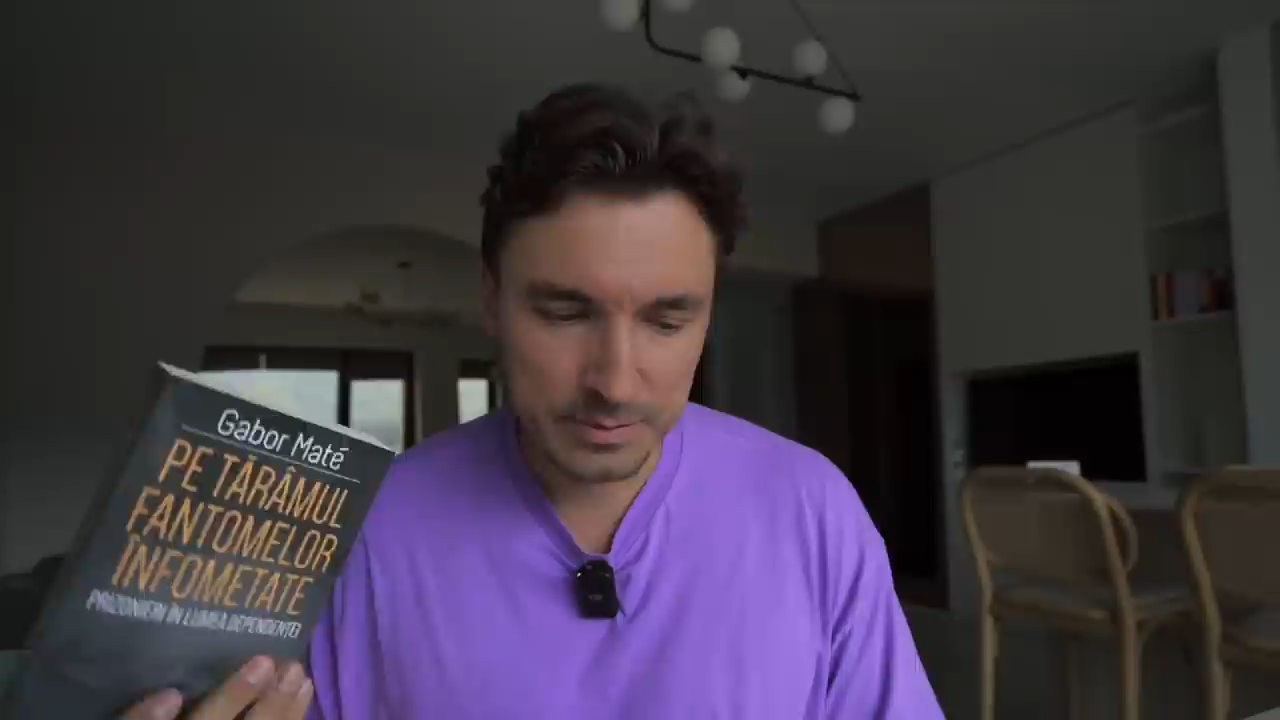 Gabor Maté
PE TĂRÂMUL
FANTOMELOR
ÎNFOMETATE
PRIZONIERI ÎN LUMEA DEPENDENȚEI